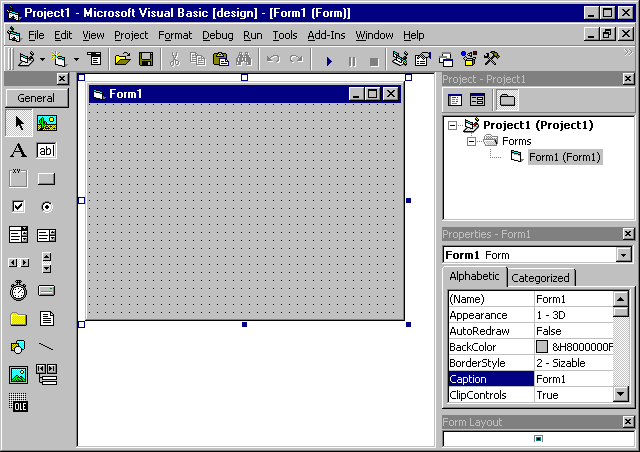 Project1 - Microsoft Visual Basic [design] - [Form1 (Form)]
File Edit View Project Format Debug Run Tools Add-Ins Window Help
General
A
ab|
xv
OLE
Form1
Project - Project1
Project1 (Project1)
Forms
Form1 (Form1)
Properties - Form1
Form1 Form
Alphabetic Categorized
(Name) Form1
Appearance 1 - 3D
AutoRedraw False
BackColor &H8000000F
BorderStyle 2 - Sizable
Caption Form1
ClipControls True
Form Layout